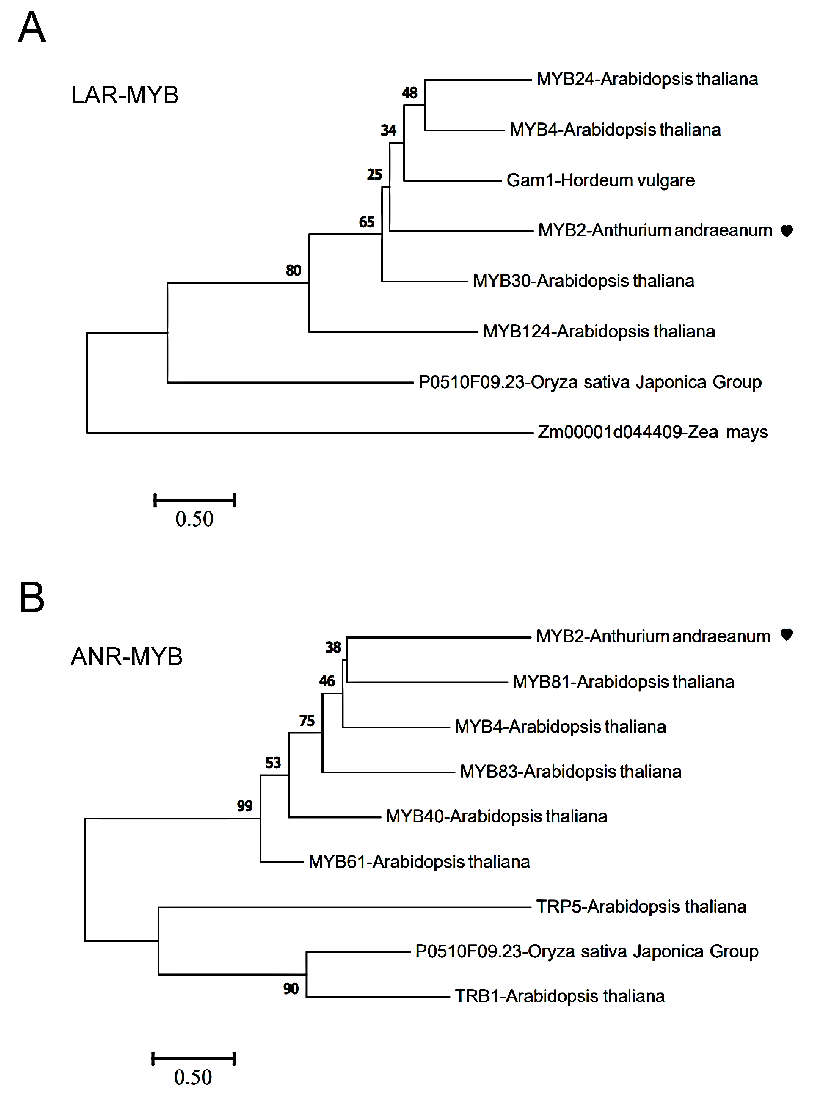 A
LAR-MYB
MYB24-Arabidopsis thaliana
48
MYB4-Arabidopsis thaliana
34
Gam1-Hordeum vulgare
25
MYB2-Anthurium andraeanum
65
MYB30-Arabidopsis thaliana
80
MYB124-Arabidopsis thaliana
P0510F09.23-Oryza sativa Japonica Group
Zm00001d044409-Zea mays
0.50
B
ANR-MYB
MYB2-Anthurium andraeanum
38
MYB81-Arabidopsis thaliana
46
MYB4-Arabidopsis thaliana
75
MYB83-Arabidopsis thaliana
53
MYB40-Arabidopsis thaliana
99
MYB61-Arabidopsis thaliana
TRP5-Arabidopsis thaliana
P0510F09.23-Oryza sativa Japonica Group
90
TRB1-Arabidopsis thaliana
0.50